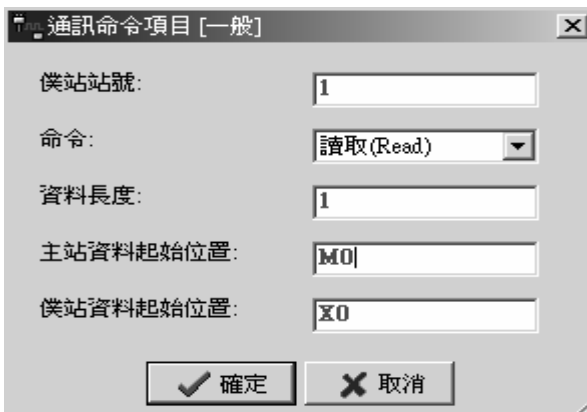 通訊命令項目 [一般]
僕站站號: 1
命令: 讀取(Read)
資料長度: 1
主站資料起始位置: M0
僕站資料起始位置: X0
確定 取消